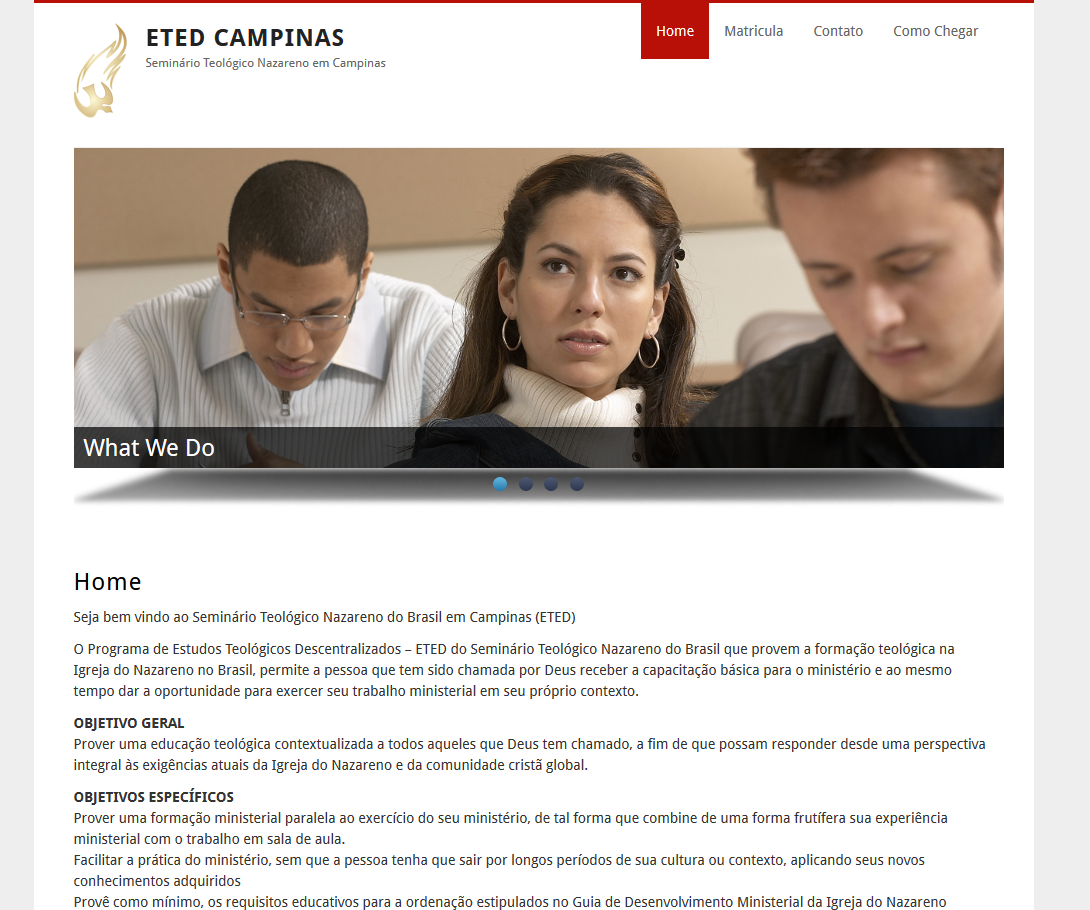 ETED CAMPINAS
Seminário Teológico Nazareno em Campinas
Home Matricula Contato Como Chegar
What We Do
Home
Seja bem vindo ao Seminário Teológico Nazareno do Brasil em Campinas (ETED)
O Programa de Estudos Teológicos Descentralizados – ETED do Seminário Teológico Nazareno do Brasil que provem a formação teológica na
Igreja do Nazareno no Brasil, permite a pessoa que tem sido chamada por Deus receber a capacitação básica para o ministério e ao mesmo
tempo dar a oportunidade para exercer seu trabalho ministerial em seu próprio contexto.
OBJETIVO GERAL
Prover uma educação teológica contextualizada a todos aqueles que Deus tem chamado, a fim de que possam responder desde uma perspectiva
integral às exigências atuais da Igreja do Nazareno e da comunidade cristã global.
OBJETIVOS ESPECÍFICOS
Prover uma formação ministerial paralela ao exercício do seu ministério, de tal forma que combine de uma forma frutífera sua experiência
ministerial com o trabalho em sala de aula.
Facilitar a prática do ministério, sem que a pessoa tenha que sair por longos períodos de sua cultura ou contexto, aplicando seus novos
conhecimentos adquiridos
Provê como mínimo, os requisitos educativos para a ordenação estipulados no Guia de Desenvolvimento Ministerial da Igreja do Nazareno